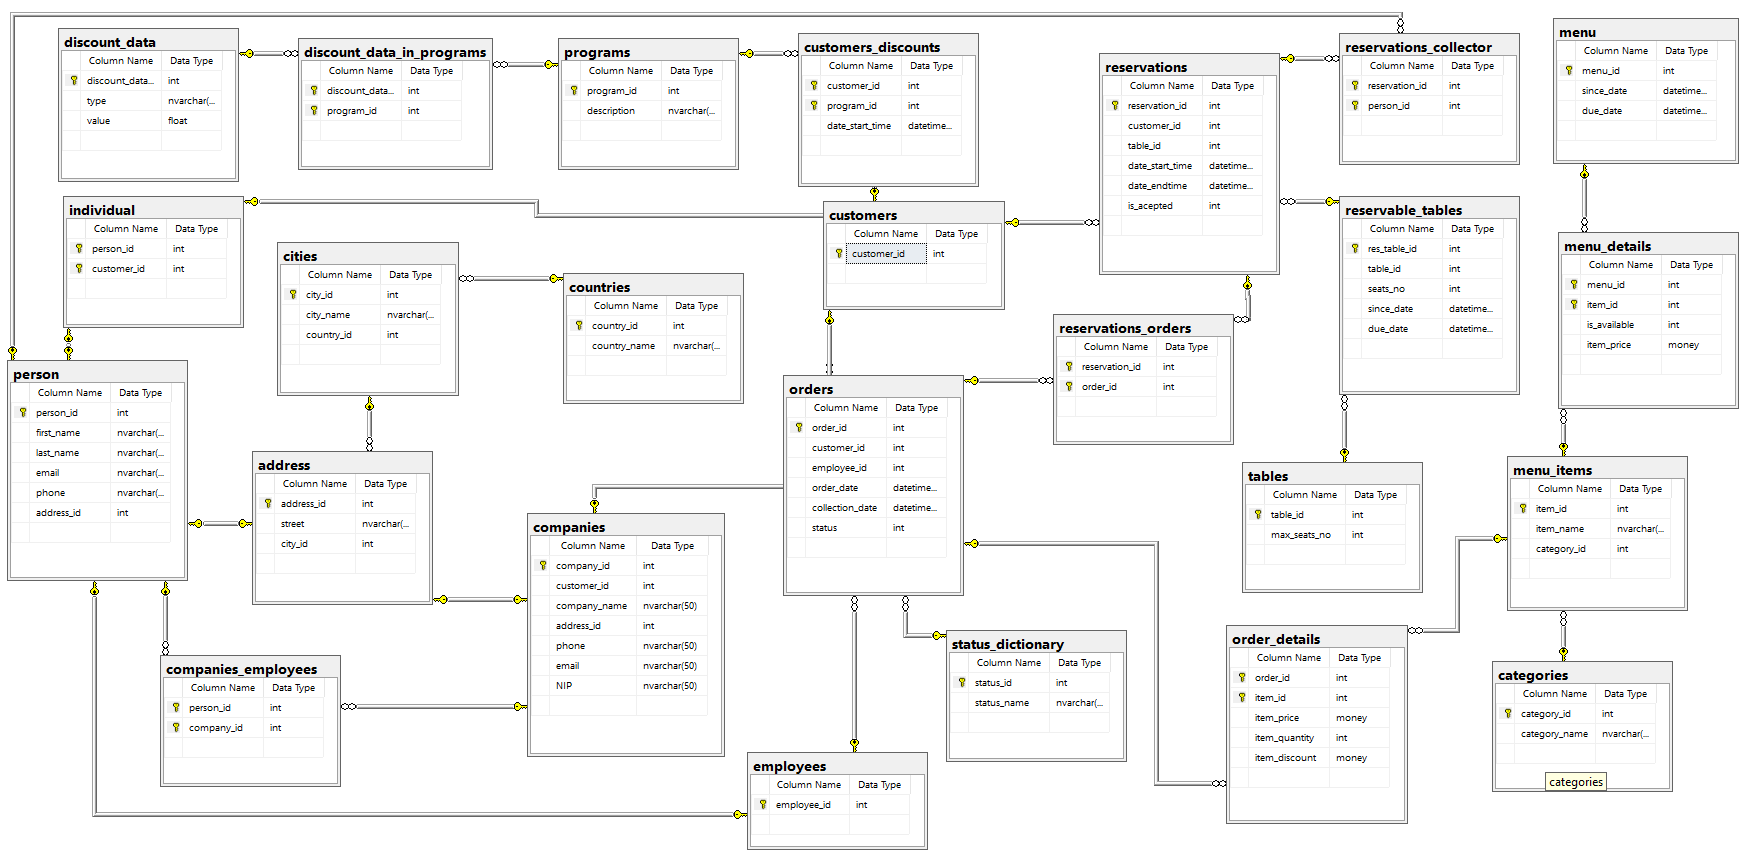 discount_data
Column Name Data Type
discount_data... int
type nvarchar(...
value float
discount_data_in_programs
Column Name Data Type
discount_data... int
program_id int
programs
Column Name Data Type
program_id int
description nvarchar(...
customers_discounts
Column Name Data Type
customer_id int
program_id int
date_start_time datetime...
reservations
Column Name Data Type
reservation_id int
customer_id int
table_id int
date_start_time datetime...
date_endtime datetime...
is_acepted int
reservations_collector
Column Name Data Type
reservation_id int
person_id int
menu
Column Name Data Type
menu_id int
since_date datetime...
due_date datetime...
individual
Column Name Data Type
person_id int
customer_id int
cities
Column Name Data Type
city_id int
city_name nvarchar(...
country_id int
countries
Column Name Data Type
country_id int
country_name nvarchar(...
customers
Column Name Data Type
customer_id int
reservable_tables
Column Name Data Type
res_table_id int
table_id int
seats_no int
since_date datetime...
due_date datetime...
menu_details
Column Name Data Type
menu_id int
item_id int
is_available int
item_price money
reservations_orders
Column Name Data Type
reservation_id int
order_id int
person
Column Name Data Type
person_id int
first_name nvarchar(...
last_name nvarchar(...
email nvarchar(...
phone nvarchar(...
address_id int
address
Column Name Data Type
address_id int
street nvarchar(...
city_id int
orders
Column Name Data Type
order_id int
customer_id int
employee_id int
order_date datetime...
collection_date datetime...
status int
tables
Column Name Data Type
table_id int
max_seats_no int
menu_items
Column Name Data Type
item_id int
item_name nvarchar(...
category_id int
companies
Column Name Data Type
company_id int
customer_id int
company_name nvarchar(50)
address_id int
phone nvarchar(50)
email nvarchar(50)
NIP nvarchar(50)
companies_employees
Column Name Data Type
person_id int
company_id int
status_dictionary
Column Name Data Type
status_id int
status_name nvarchar(...
order_details
Column Name Data Type
order_id int
item_id int
item_price money
item_quantity int
item_discount money
categories
Column Name Data Type
category_id int
category_name nvarchar(...
categories
employees
Column Name Data Type
employee_id int